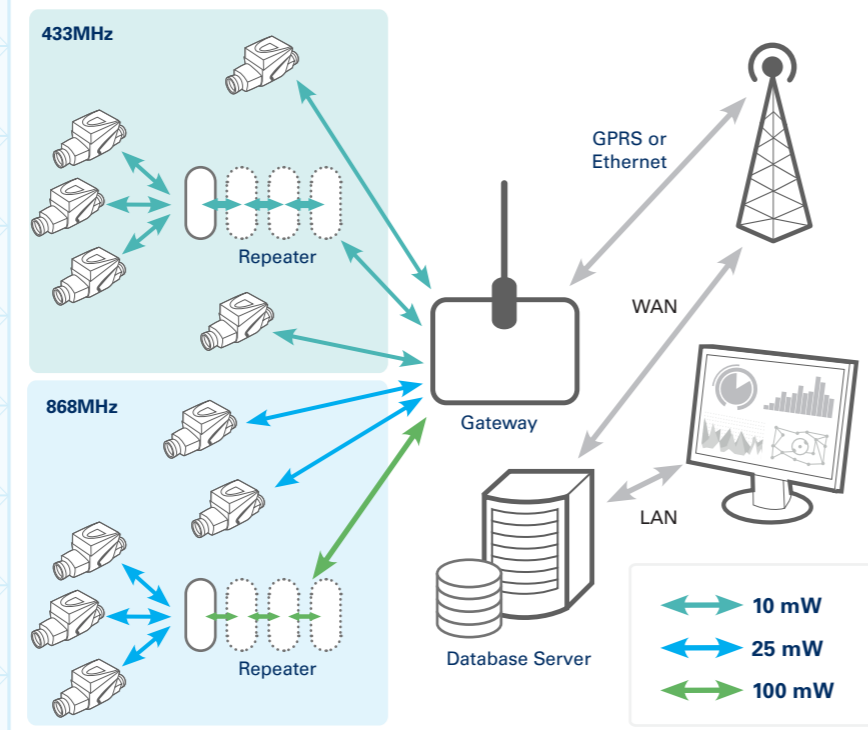 433MHz
GPRS or
Ethernet
Repeater
WAN
868MHz
Gateway
LAN
Repeater
Database Server
10 mW
25 mW
100 mW